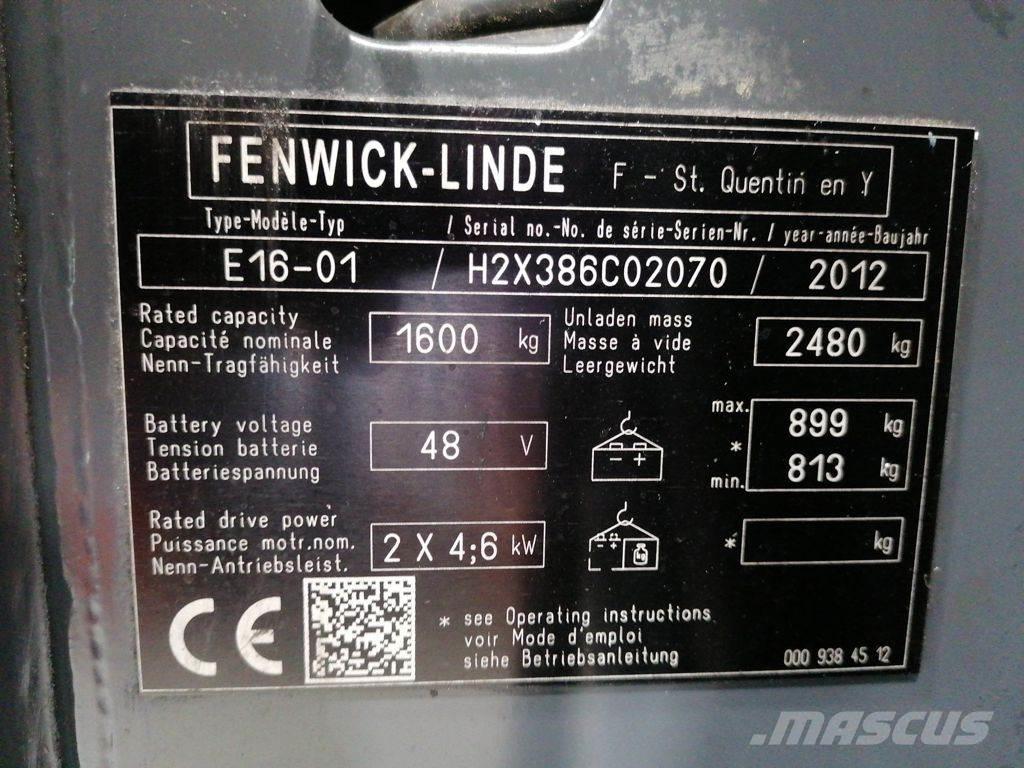 FENWICK-LINDE F - St. Quentin en Y
Type-Modèle-Typ / Serial no.-No. de série-Serien-Nr. / year-année-Baujahr
E16-01 / H2X386C02070 / 2012
Rated capacity
Capacité nominale
Nenn-Tragfähigkeit
1600 kg
Unladen mass
Masse à vide
Leergewicht
2480 kg
Battery voltage
Tension batterie
Batteriespannung
48 V
- +
max.
*
min.
899 kg
813 kg
Rated drive power
Puissance motr.nom.
Nenn-Antriebsleist.
2 X 4;6 kW
- +
kg
* kg
CE
* see Operating instructions
voir Mode d'emploi
siehe Betriebsanleitung
000 938 45 12
.MASCUS